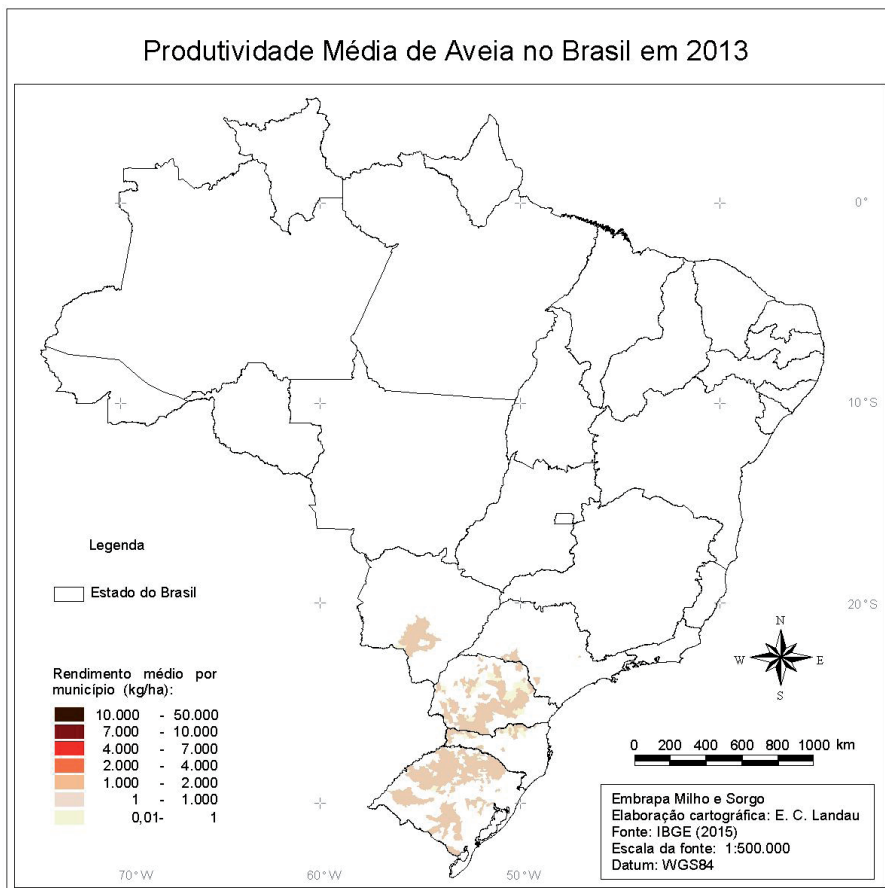 Produtividade Média de Aveia no Brasil em 2013
0°
10°S
20°S
Legenda
Estado do Brasil
Rendimento médio por
município (kg/ha):
10.000 - 50.000
7.000 - 10.000
4.000 - 7.000
2.000 - 4.000
1.000 - 2.000
1 - 1.000
0,01- 1
N
W E
S
0 200 400 600 800 1000 km
Embrapa Milho e Sorgo
Elaboração cartográfica: E. C. Landau
Fonte: IBGE (2015)
Escala da fonte: 1:500.000
Datum: WGS84
70°W 60°W 50°W